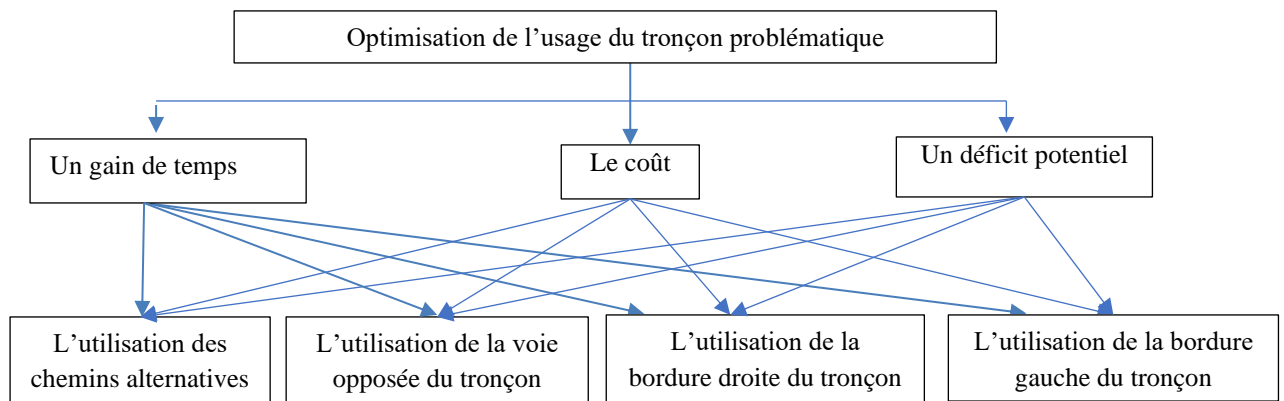 Optimisation de l’usage du tronçon problématique
Un gain de temps
Le coût
Un déficit potentiel
L’utilisation des
chemins alternatives
L’utilisation de la voie
opposée du tronçon
L’utilisation de la
bordure droite du tronçon
L’utilisation de la bordure
gauche du tronçon